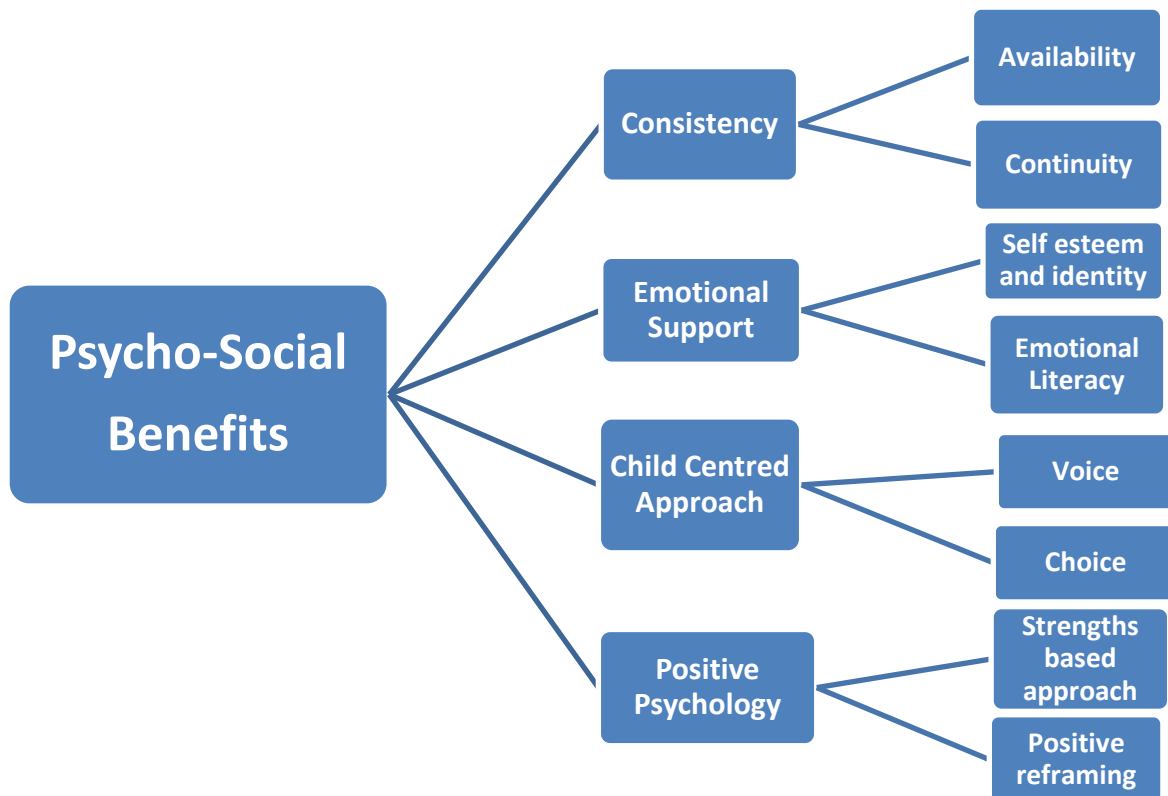 Psycho-Social
Benefits
Consistency
Availability
Continuity
Emotional
Support
Self esteem
and identity
Emotional
Literacy
Child Centred
Approach
Voice
Choice
Positive
Psychology
Strengths
based
approach
Positive
reframing